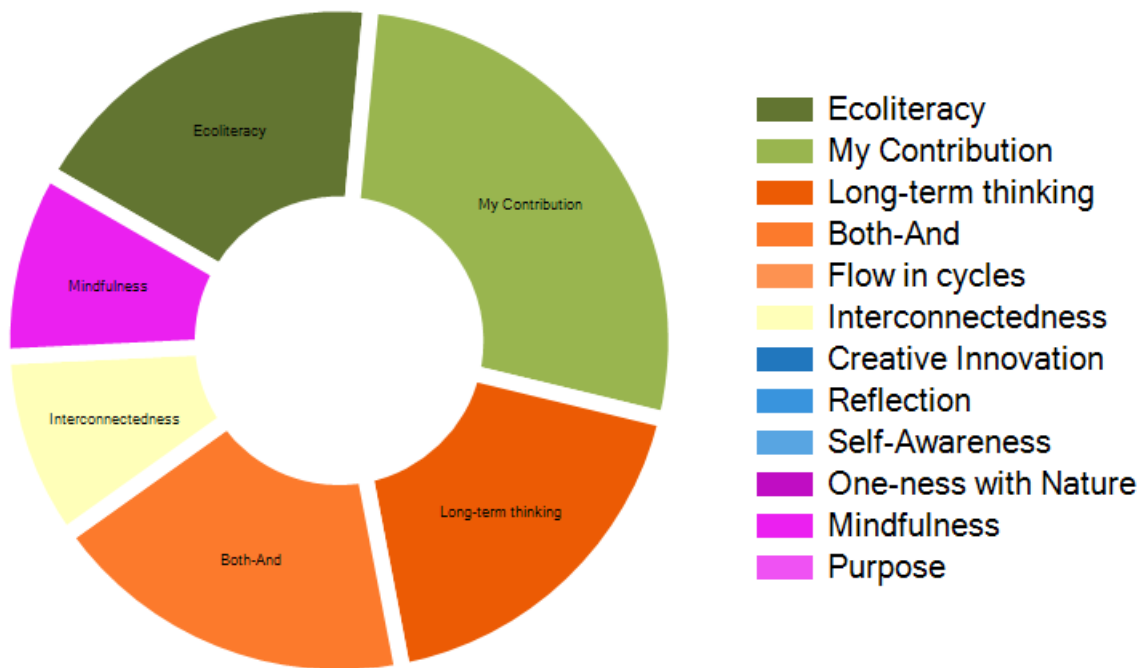 Ecoliteracy
My Contribution
Mindfulness
Interconnectedness
Long-term thinking
Both-And
Ecoliteracy
My Contribution
Long-term thinking
Both-And
Flow in cycles
Interconnectedness
Creative Innovation
Reflection
Self-Awareness
One-ness with Nature
Mindfulness
Purpose